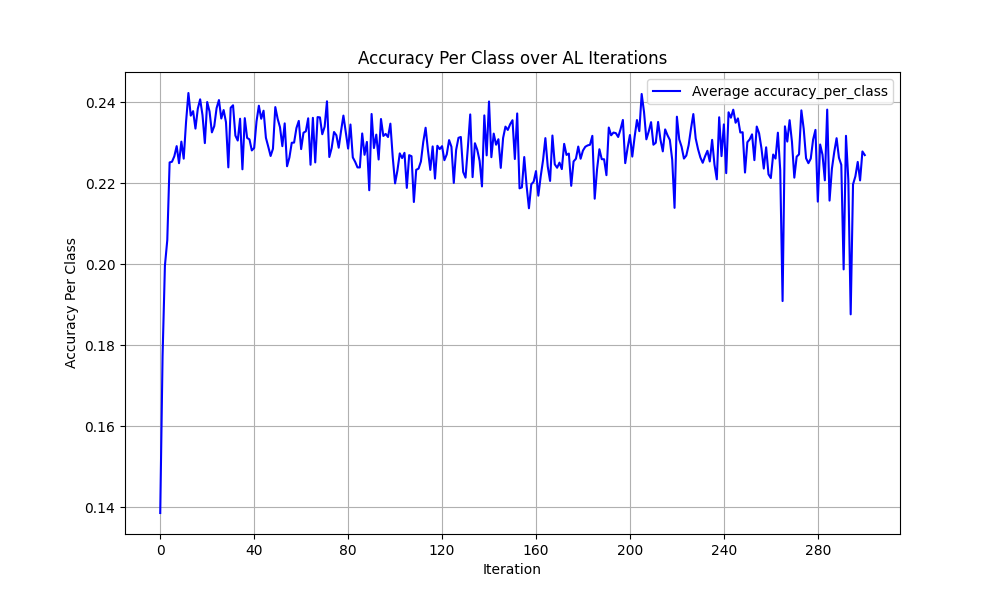 Accuracy Per Class over AL Iterations
Average accuracy_per_class
Accuracy Per Class
0.24
0.22
0.20
0.18
0.16
0.14
0 40 80 120 160 200 240 280
Iteration